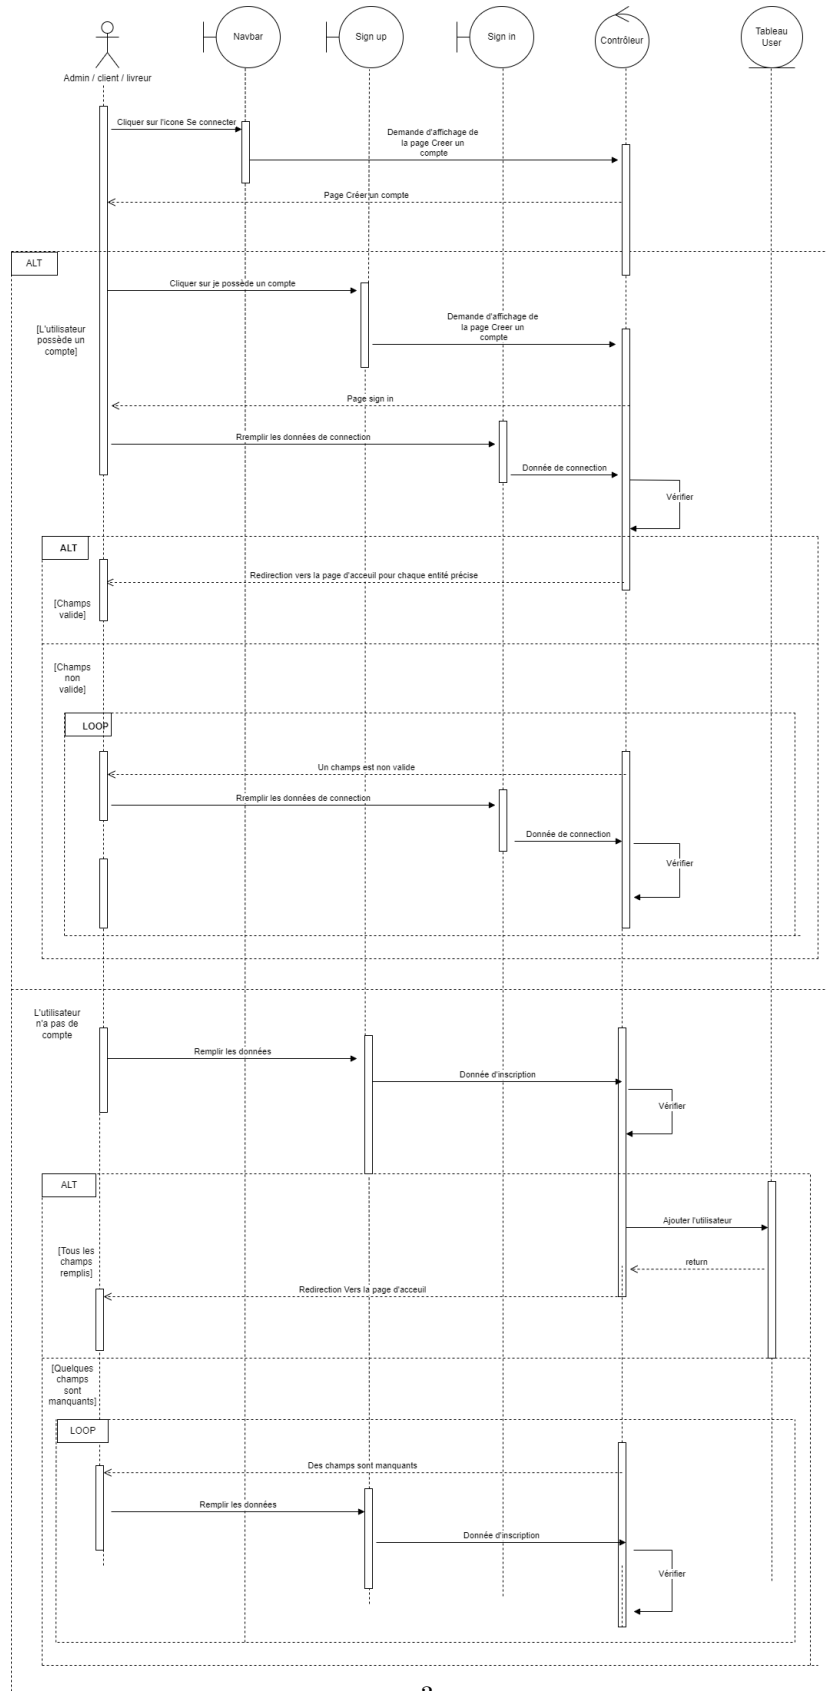 Navbar
Sign up
Sign in
Contrôleur
Tableau
User
Admin / client / livreur
Cliquer sur l'icone Se connecter
Demande d'affichage de
la page Creer un
compte
Page Créer un compte
ALT
Cliquer sur je possède un compte
[L'utilisateur
possède un
compte]
Demande d'affichage de
la page Creer un
compte
Page sign in
Rremplir les données de connection
Donnée de connection
Vérifier
ALT
Redirection vers la page d'acceuil pour chaque entité précise
[Champs
valide]
[Champs
non
valide]
LOOP
Un champs est non valide
Rremplir les données de connection
Donnée de connection
Vérifier
L'utilisateur
n'a pas de
compte
Remplir les données
Donnée d'inscription
Vérifier
ALT
Ajouter l'utilisateur
[Tous les
champs
remplis]
return
Redirection Vers la page d'acceuil
[Quelques
champs
sont
manquants]
LOOP
Des champs sont manquants
Remplir les données
Donnée d'inscription
Vérifier